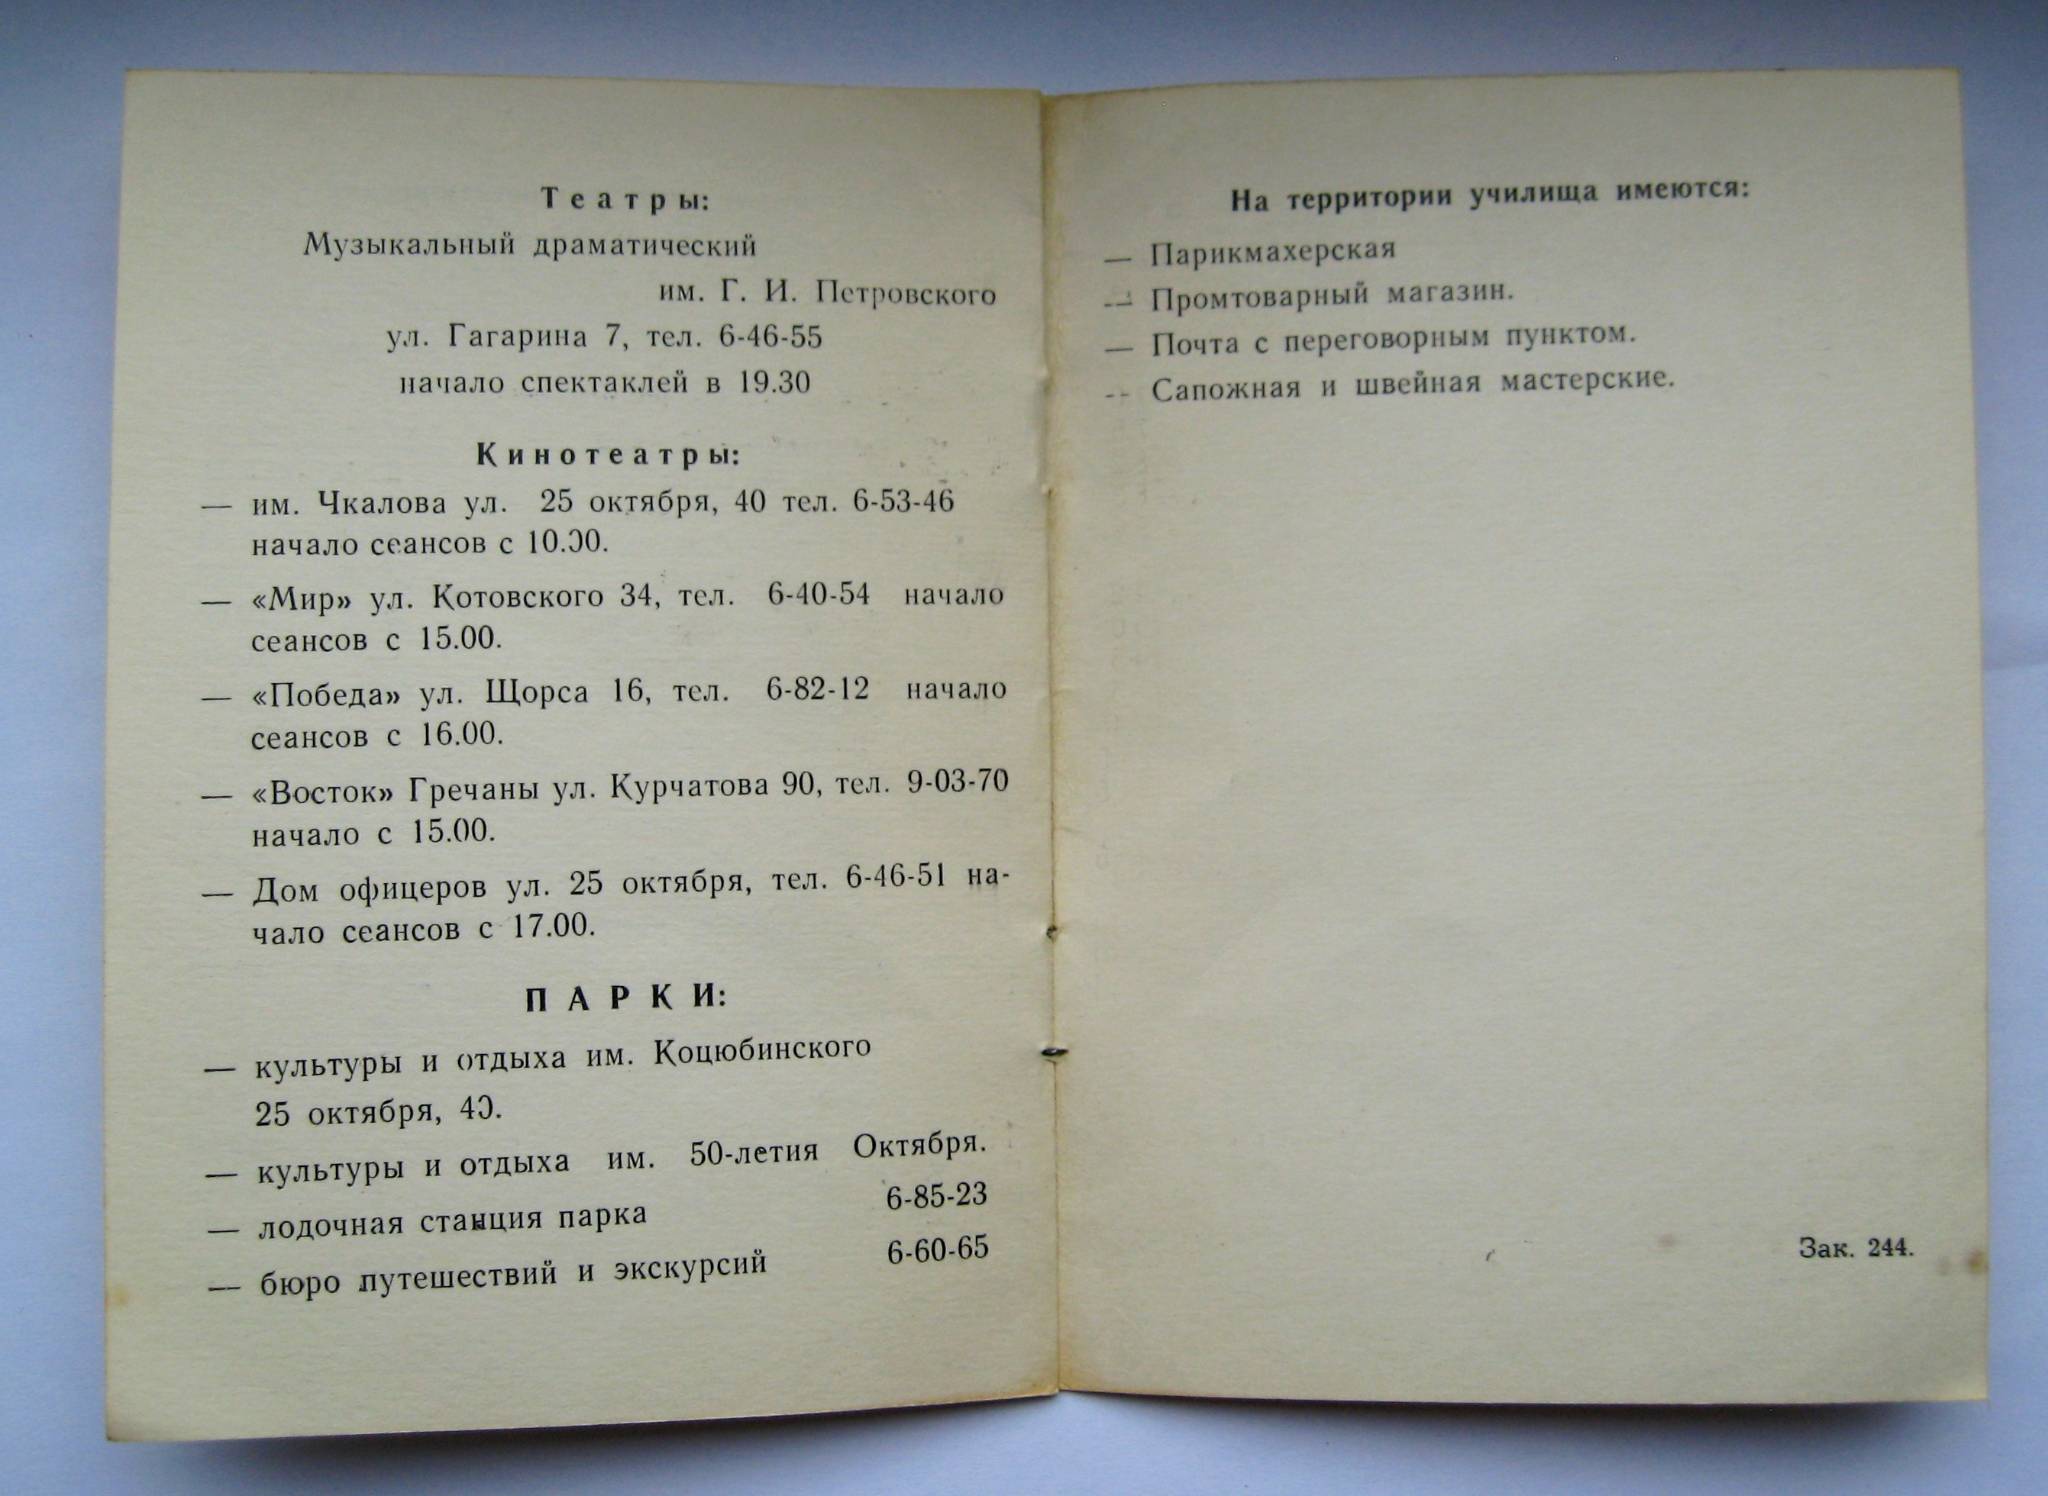 Театры:
Музыкальный драматический
им. Г. И. Петровского
ул. Гагарина 7, тел. 6-46-55
начало спектаклей в 19.30
Кинотеатры:
— им. Чкалова ул. 25 октября, 40 тел. 6-53-46
начало сеансов с 10.00.
— «Мир» ул. Котовского 34, тел. 6-40-54 начало
сеансов с 15.00.
— «Победа» ул. Щорса 16, тел. 6-82-12 начало
сеансов с 16.00.
— «Восток» Гречаны ул. Курчатова 90, тел. 9-03-70
начало с 15.00.
— Дом офицеров ул. 25 октября, тел. 6-46-51 на-
чало сеансов с 17.00.
ПАРКИ:
— культуры и отдыха им. Коцюбинского
25 октября, 40.
— культуры и отдыха им. 50-летия Октября.
— лодочная станция парка 6-85-23
— бюро путешествий и экскурсий 6-60-65
На территории училища имеются:
— Парикмахерская
— Промтоварный магазин.
— Почта с переговорным пунктом.
— Сапожная и швейная мастерские.
Зак. 244.